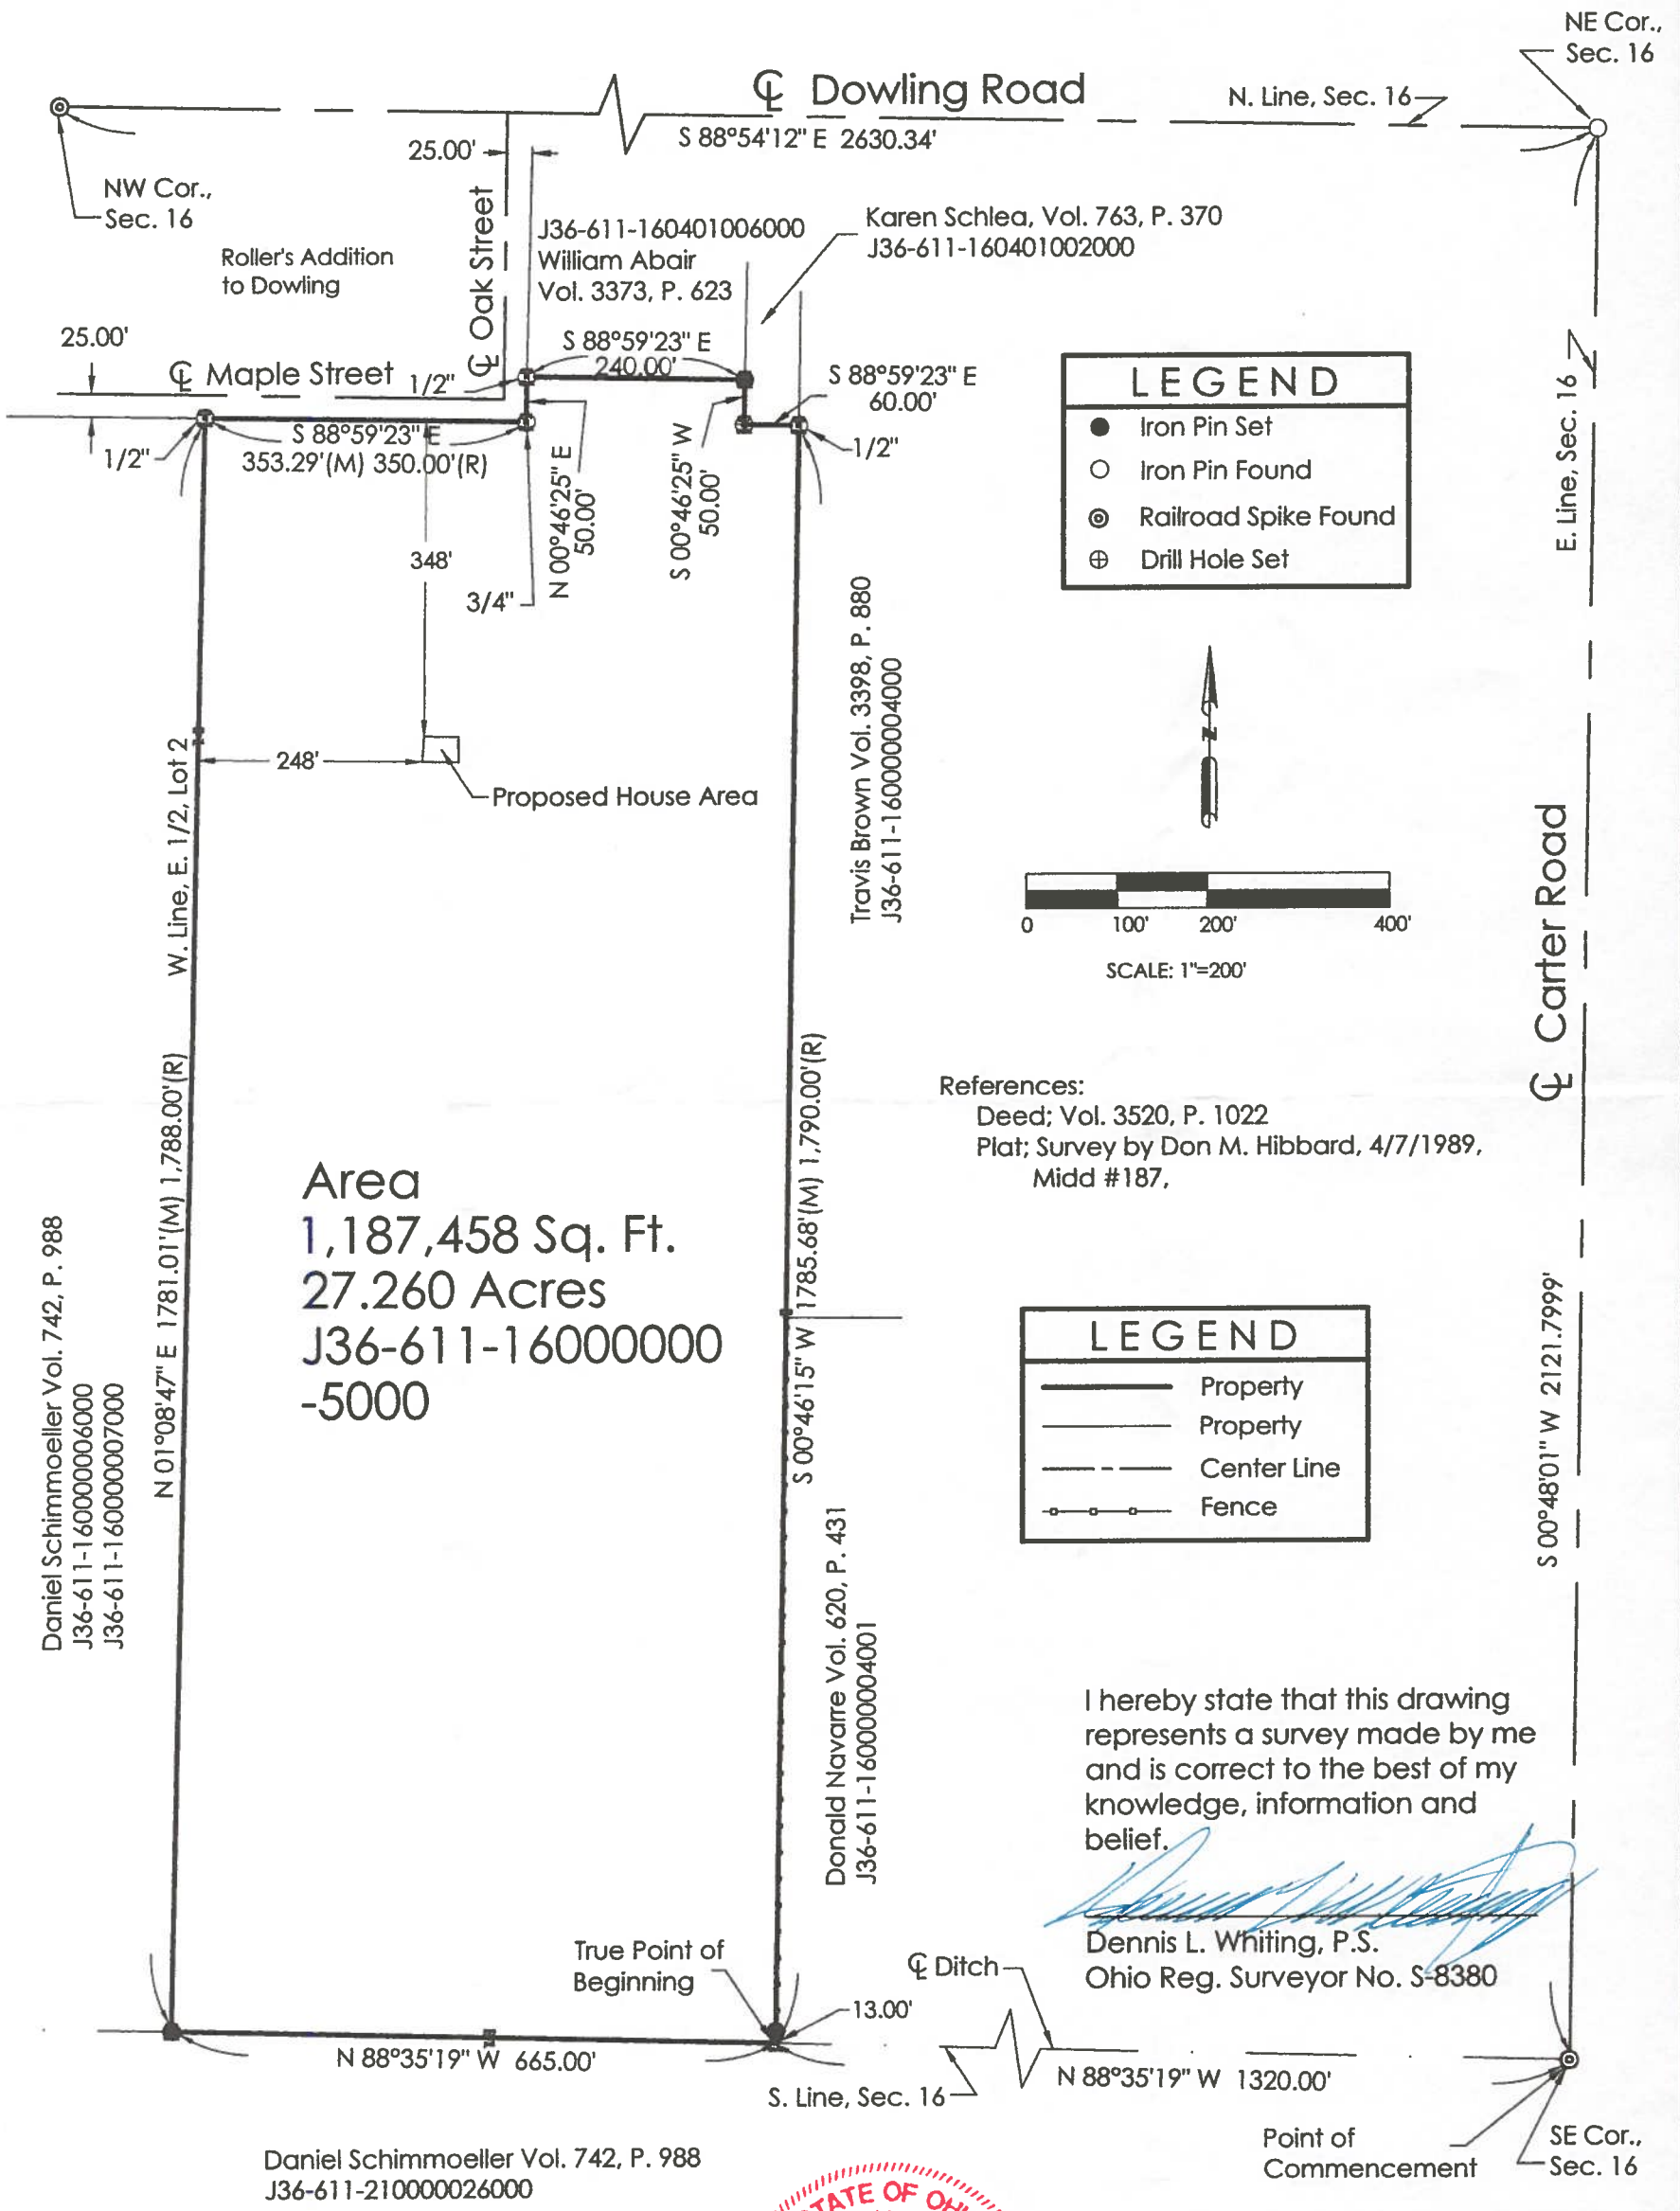 NE Cor.,
Sec. 16
℄ Dowling Road
N. Line, Sec. 16
S 88°54'12" E 2630.34'
25.00'
NW Cor.,
Sec. 16
Roller's Addition
to Dowling
℄ Oak Street
J36-611-160401006000
William Abair
Vol. 3373, P. 623
Karen Schlea, Vol. 763, P. 370
J36-611-160401002000
25.00'
℄ Maple Street
1/2"
S 88°59'23" E
240.00'
S 88°59'23" E
60.00'
1/2"
S 88°59'23" E
353.29'(M) 350.00'(R)
1/2"
N 00°46'25" E
50.00'
S 00°46'25" W
50.00'
3/4"
348'
248'
Proposed House Area
LEGEND
Iron Pin Set
Iron Pin Found
Railroad Spike Found
Drill Hole Set
E. Line, Sec. 16
W. Line, E. 1/2, Lot 2
Travis Brown Vol. 3398, P. 880
J36-611-160000004000
N
0 100' 200' 400'
SCALE: 1"=200'
℄ Carter Road
References:
Deed; Vol. 3520, P. 1022
Plat; Survey by Don M. Hibbard, 4/7/1989,
Midd #187,
N 01°08'47" E 1781.01'(M) 1,788.00'(R)
S 00°46'15" W 1785.68'(M) 1,790.00'(R)
Area
1,187,458 Sq. Ft.
27.260 Acres
J36-611-16000000
-5000
Daniel Schimmoeller Vol. 742, P. 988
J36-611-160000006000
J36-611-160000007000
LEGEND
Property
Property
Center Line
Fence
S 00°48'01" W 2121.7999'
Donald Navarre Vol. 620, P. 431
J36-611-160000004001
I hereby state that this drawing
represents a survey made by me
and is correct to the best of my
knowledge, information and
belief.
Dennis L. Whiting, P.S.
Ohio Reg. Surveyor No. S-8380
True Point of
Beginning
℄ Ditch
13.00'
N 88°35'19" W 665.00'
N 88°35'19" W 1320.00'
S. Line, Sec. 16
Point of
Commencement
SE Cor.,
Sec. 16
Daniel Schimmoeller Vol. 742, P. 988
J36-611-210000026000
STATE OF OHIO